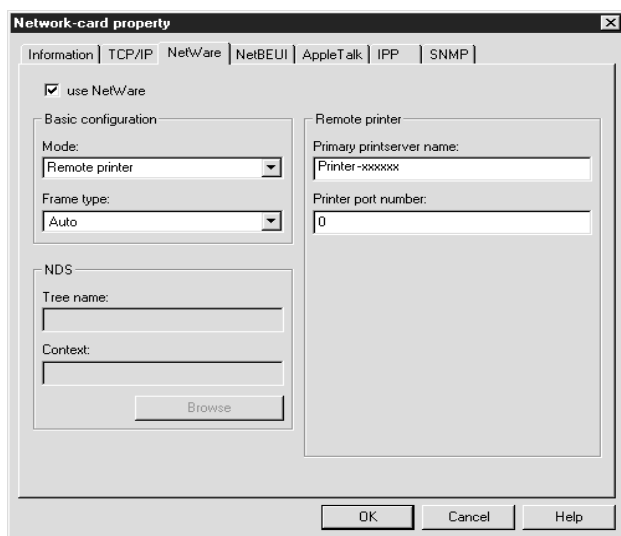 Network-card property
Information TCP/IP NetWare NetBEUI AppleTalk IPP SNMP
use NetWare
Basic configuration
Mode:
Remote printer
Frame type:
Auto
NDS
Tree name:
Context:
Browse
Remote printer
Primary printserver name:
Printer-xxxxxx
Printer port number:
0
OK Cancel Help